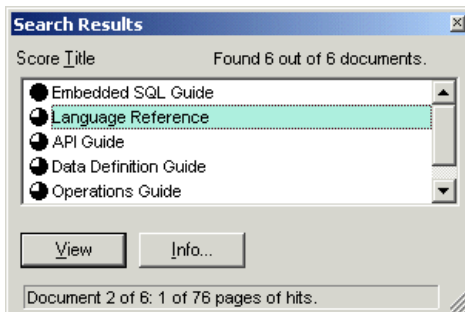 Search Results
Score Title Found 6 out of 6 documents.
Embedded SQL Guide
Language Reference
API Guide
Data Definition Guide
Operations Guide
View Info...
Document 2 of 6: 1 of 76 pages of hits.